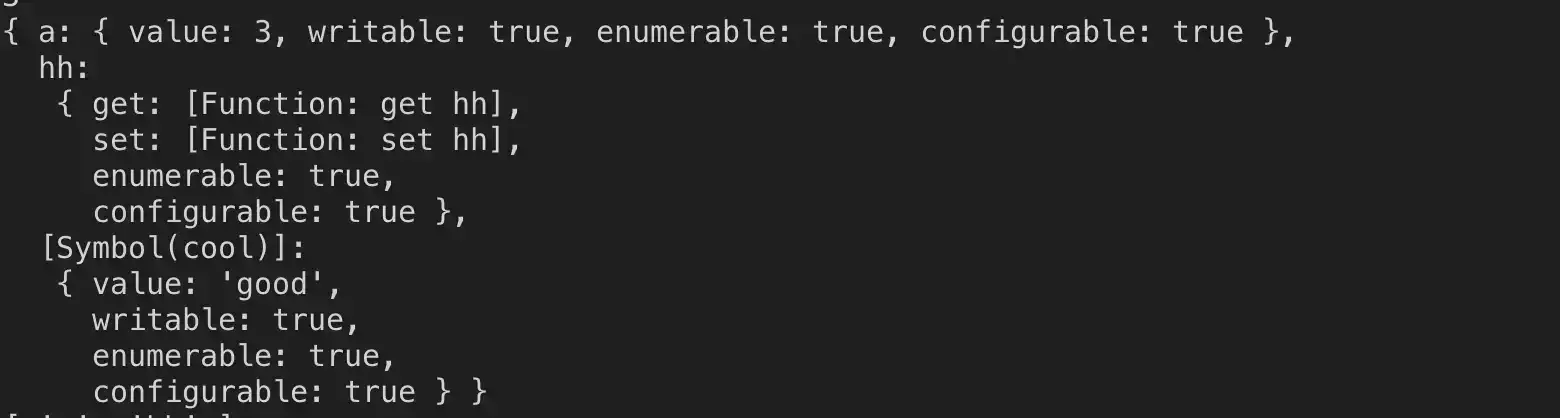 { a: { value: 3, writable: true, enumerable: true, configurable: true },
  hh:
   { get: [Function: get hh],
     set: [Function: set hh],
     enumerable: true,
     configurable: true },
  [Symbol(cool)]:
   { value: 'good',
     writable: true,
     enumerable: true,
     configurable: true } }